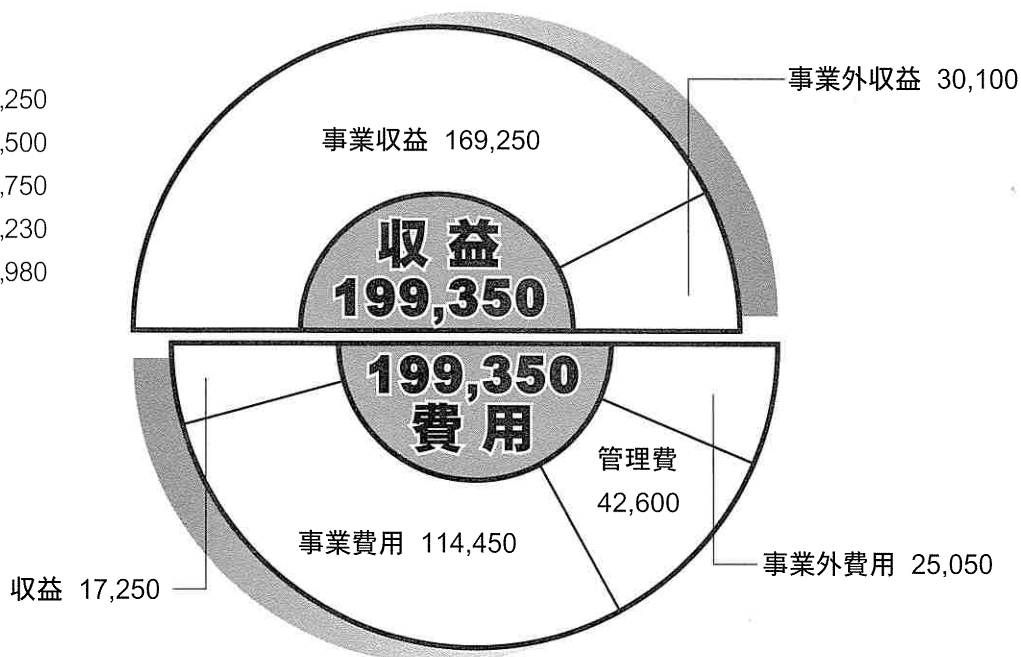 ,250
,500
,750
,230
,980
事業外収益 30,100
事業収益 169,250
収益
199,350
199,350
費用
管理費
42,600
事業費用 114,450
事業外費用 25,050
収益 17,250